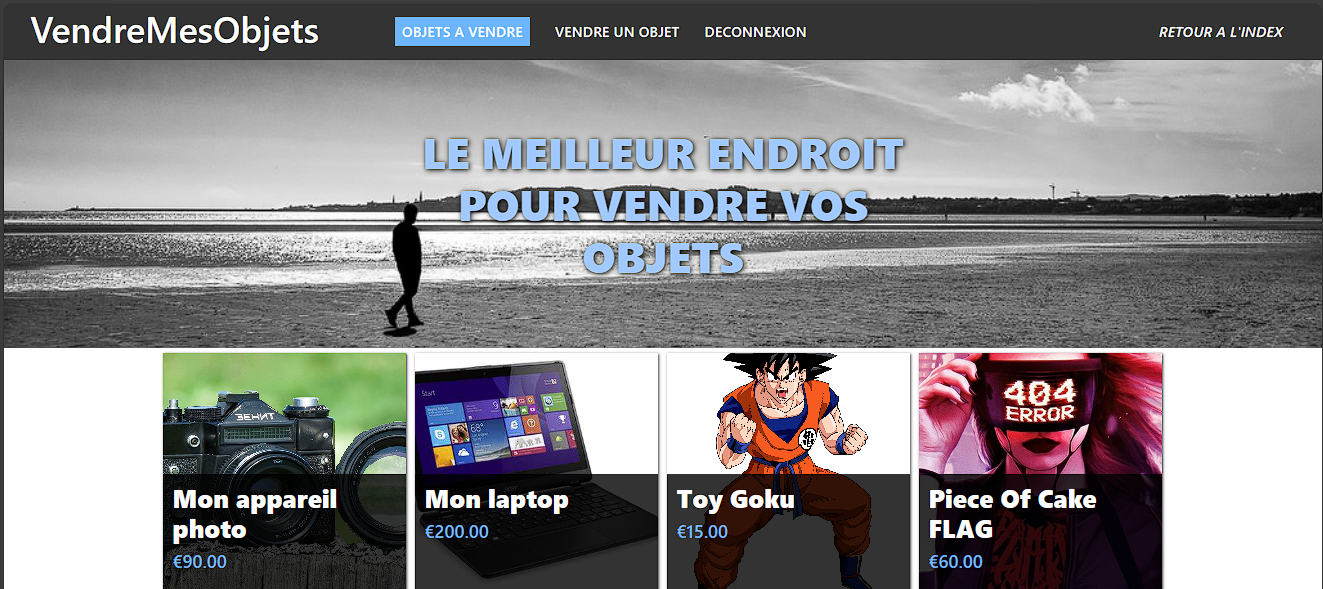 VendreMesObjets
OBJETS A VENDRE
VENDRE UN OBJET
DECONNEXION
RETOUR A L'INDEX
LE MEILLEUR ENDROIT
POUR VENDRE VOS
OBJETS
ЗЕНИТ
Start
68°
404
ERROR
Mon appareil
photo
€90.00
Mon laptop
€200.00
Toy Goku
€15.00
Piece Of Cake
FLAG
€60.00